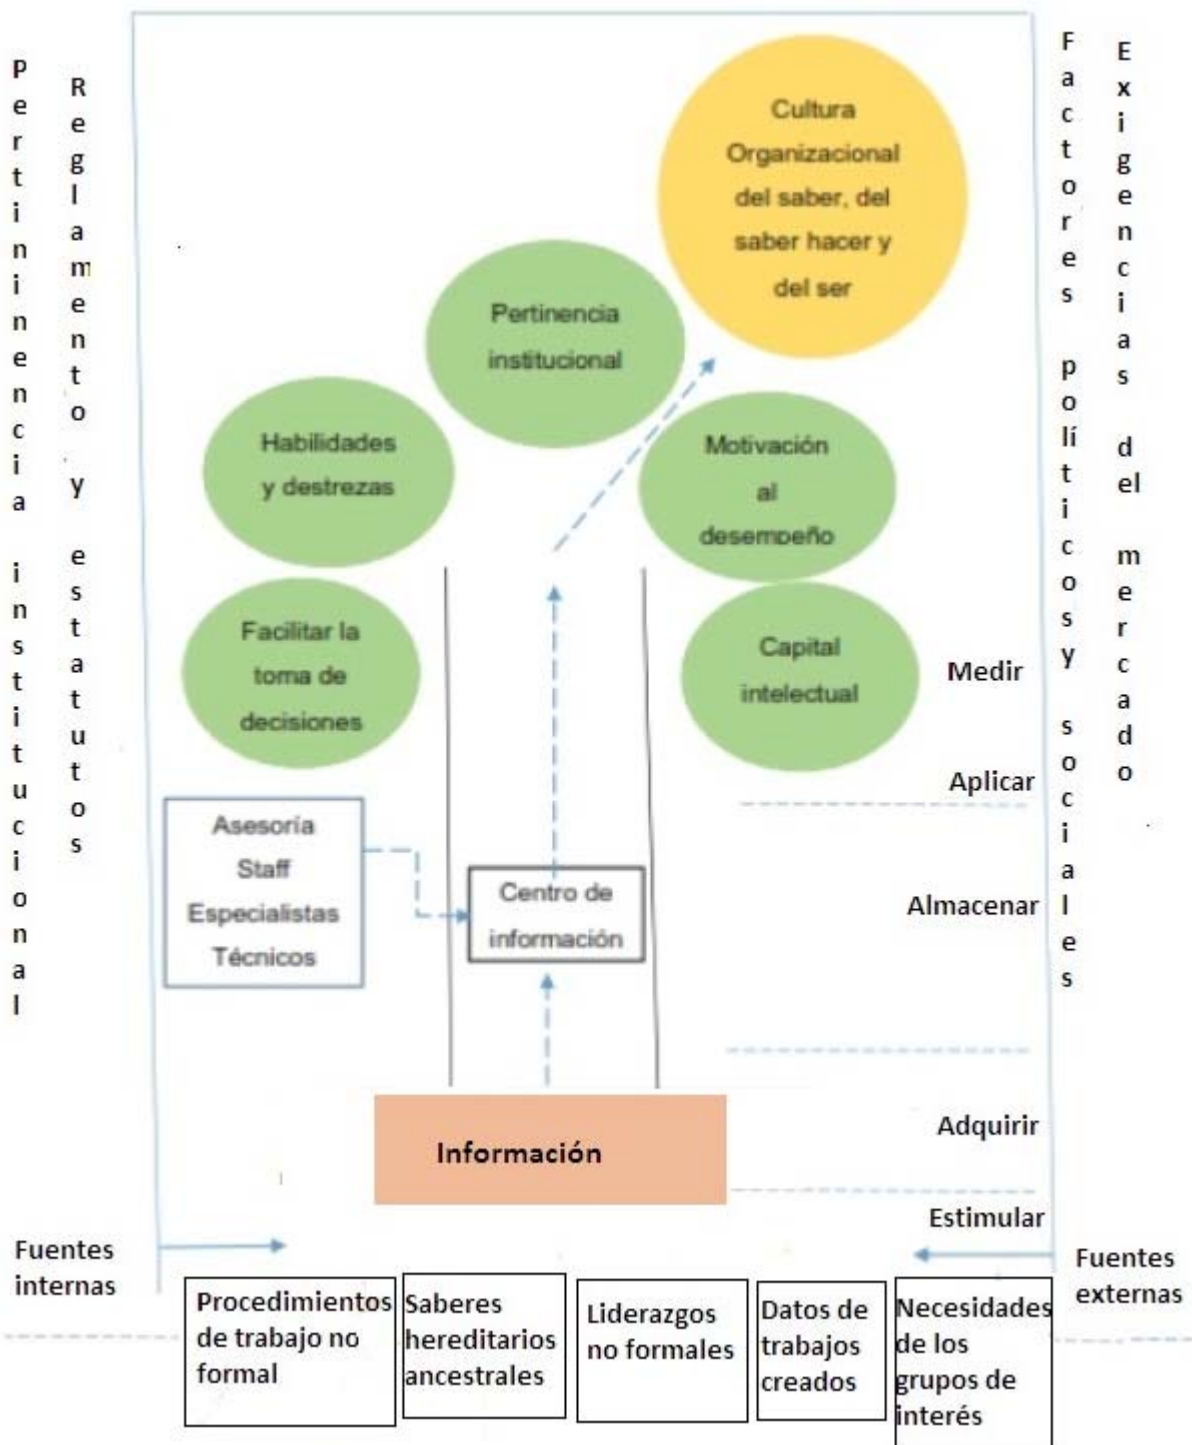 Pertininencia institucional
Reglamento y estatutos
Cultura
Organizacional
del saber, del
saber hacer y
del ser
Pertinencia
institucional
Habilidades
y destrezas
Motivación
al
desempeño
Facilitar la
toma de
decisiones
Capital
intelectual
Medir
Aplicar
Almacenar
Adquirir
Estimular
Asesoría
Staff
Especialistas
Técnicos
Centro de
información
Información
Fuentes
internas
Fuentes
externas
Procedimientos
de trabajo no
formal
Saberes
hereditarios
ancestrales
Liderazgos
no formales
Datos de
trabajos
creados
Necesidades
de los
grupos de
interés
Factores políticosy sociales
Exigencias del mercado